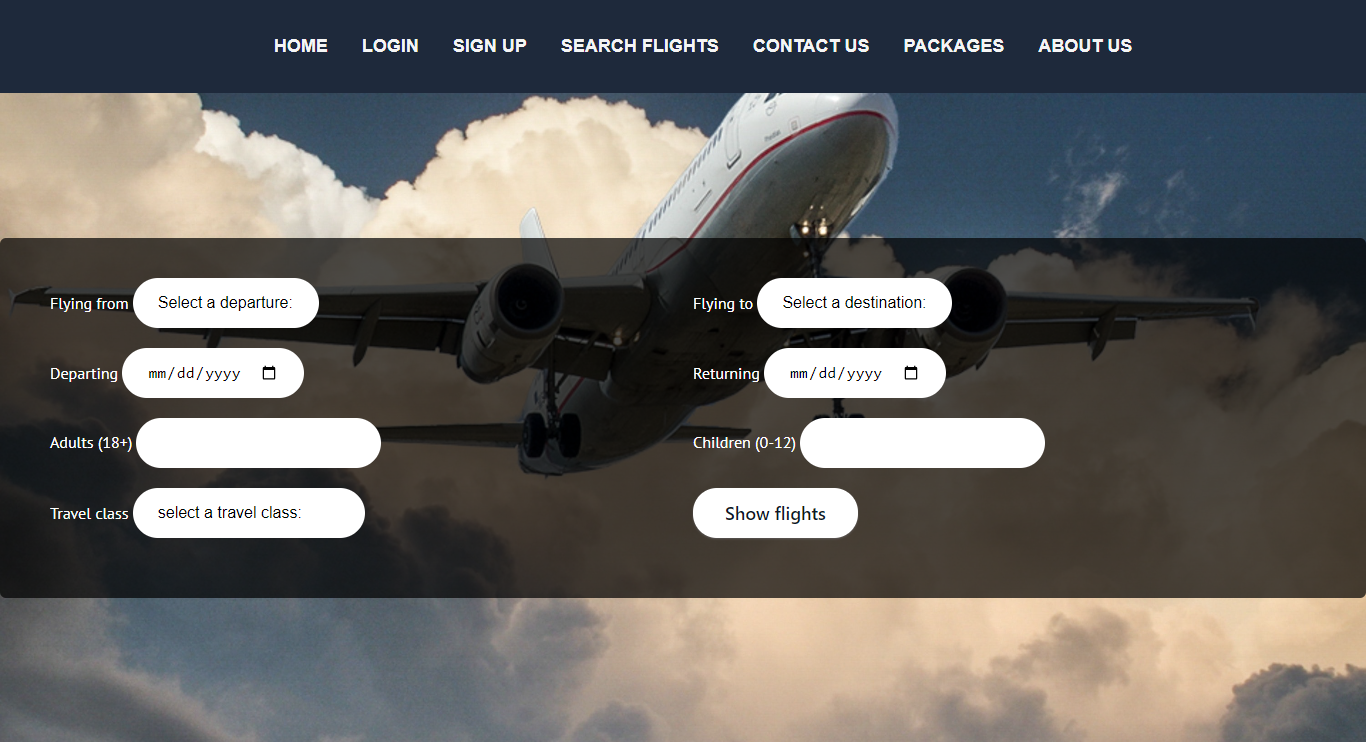 HOME LOGIN SIGN UP SEARCH FLIGHTS CONTACT US PACKAGES ABOUT US
Flying from Select a departure: Flying to Select a destination:
Departing mm/dd/yyyy Returning mm/dd/yyyy
Adults (18+) Children (0-12)
Travel class select a travel class: Show flights